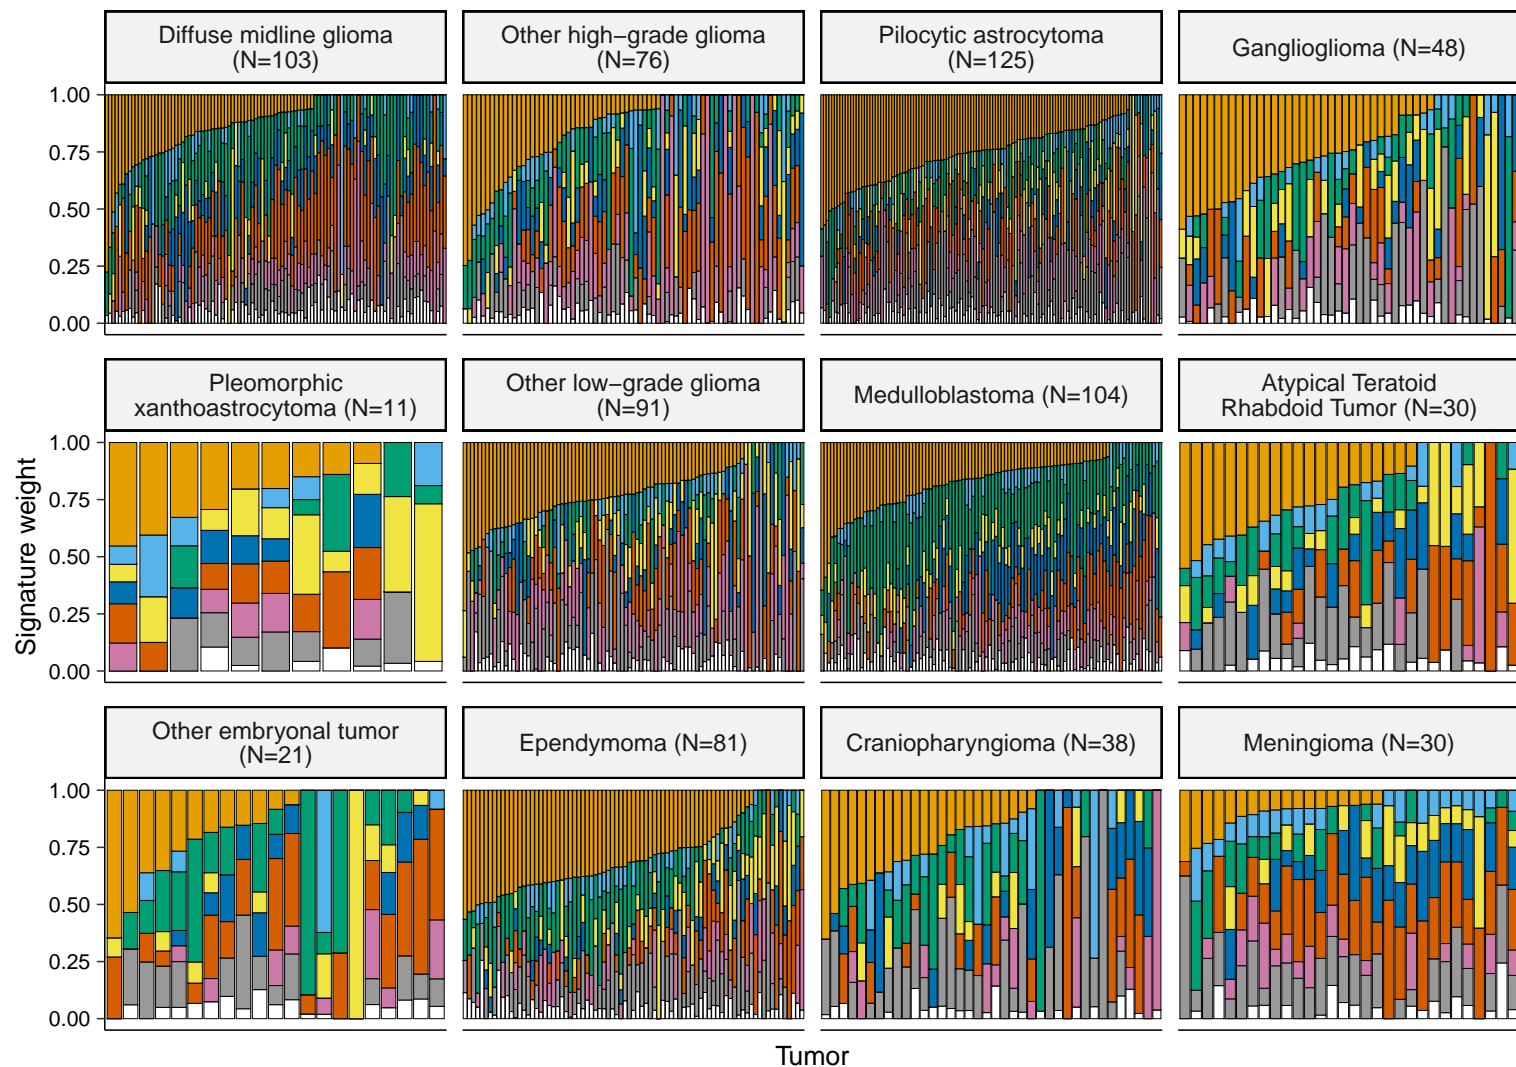 Diffuse midline glioma
(N=103)
Other high−grade glioma
(N=76)
Pilocytic astrocytoma
(N=125)
Ganglioglioma (N=48)
1.00
0.75
0.50
0.25
0.00
Pleomorphic
xanthoastrocytoma (N=11)
Other low−grade glioma
(N=91)
Medulloblastoma (N=104)
Atypical Teratoid
Rhabdoid Tumor (N=30)
Signature weight
1.00
0.75
0.50
0.25
0.00
Other embryonal tumor
(N=21)
Ependymoma (N=81)
Craniopharyngioma (N=38)
Meningioma (N=30)
1.00
0.75
0.50
0.25
0.00
Tumor